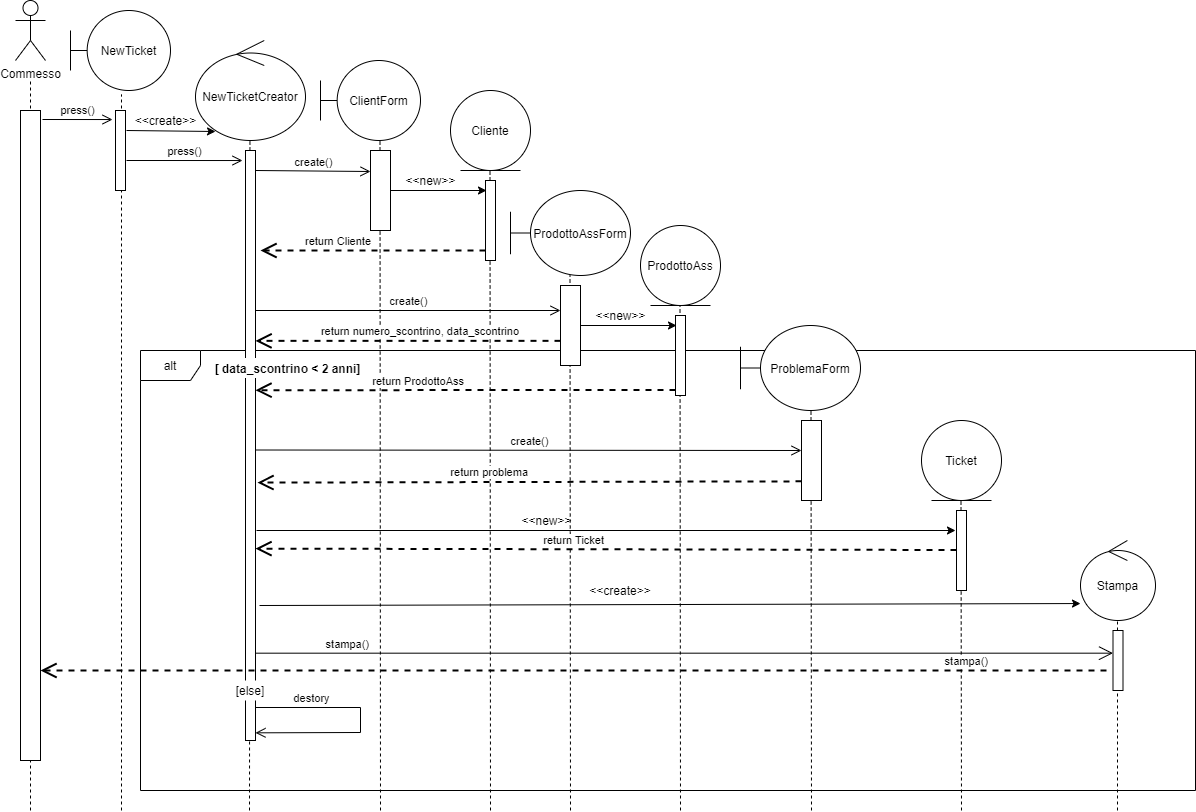 Commesso
NewTicket
NewTicketCreator
ClientForm
Cliente
press()
<<create>>
press()
create()
<<new>>
return Cliente
ProdottoAssForm
ProdottoAss
create()
<<new>>
return numero_scontrino, data_scontrino
alt
[ data_scontrino < 2 anni]
return ProdottoAss
ProblemaForm
create()
return problema
Ticket
<<new>>
return Ticket
<<create>>
Stampa
stampa()
stampa()
[else]
destory